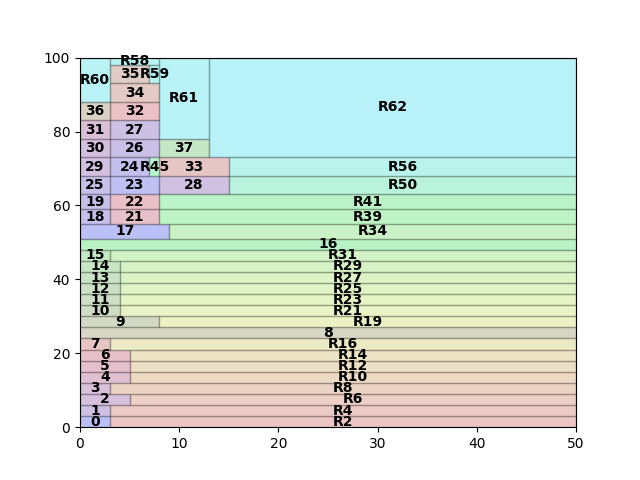 100
R58
35 R59
R60
34
R61
R62
36 32
80
31 27
30 26 37
29 24 R45 33 R56
25 23 28 R50
60
19 22 R41
18 21 R39
17 R34
16
15 R31
14 R29
40
13 R27
12 R25
11 R23
10 R21
9 R19
8
20
7 R16
6 R14
5 R12
4 R10
3 R8
2 R6
1 R4
0
0 R2
0 10 20 30 40 50